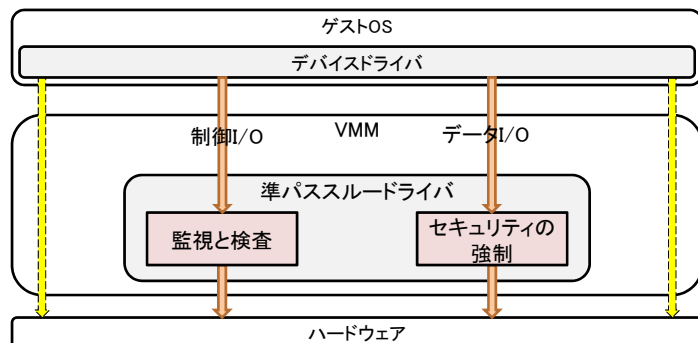 ゲストOS
デバイスドライバ
制御I/O
VMM
データI/O
準パススルードライバ
監視と検査
セキュリティの
強制
ハードウェア